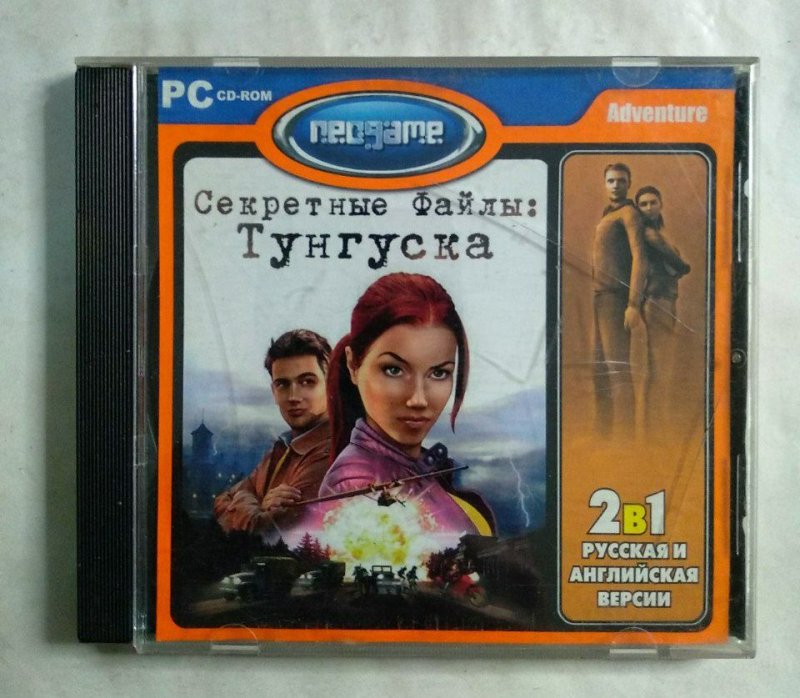 PC CD-ROM
neogame
Adventure
Секретные Файлы:
Тунгуска
2в1
РУССКАЯ И
АНГЛИЙСКАЯ
ВЕРСИИ